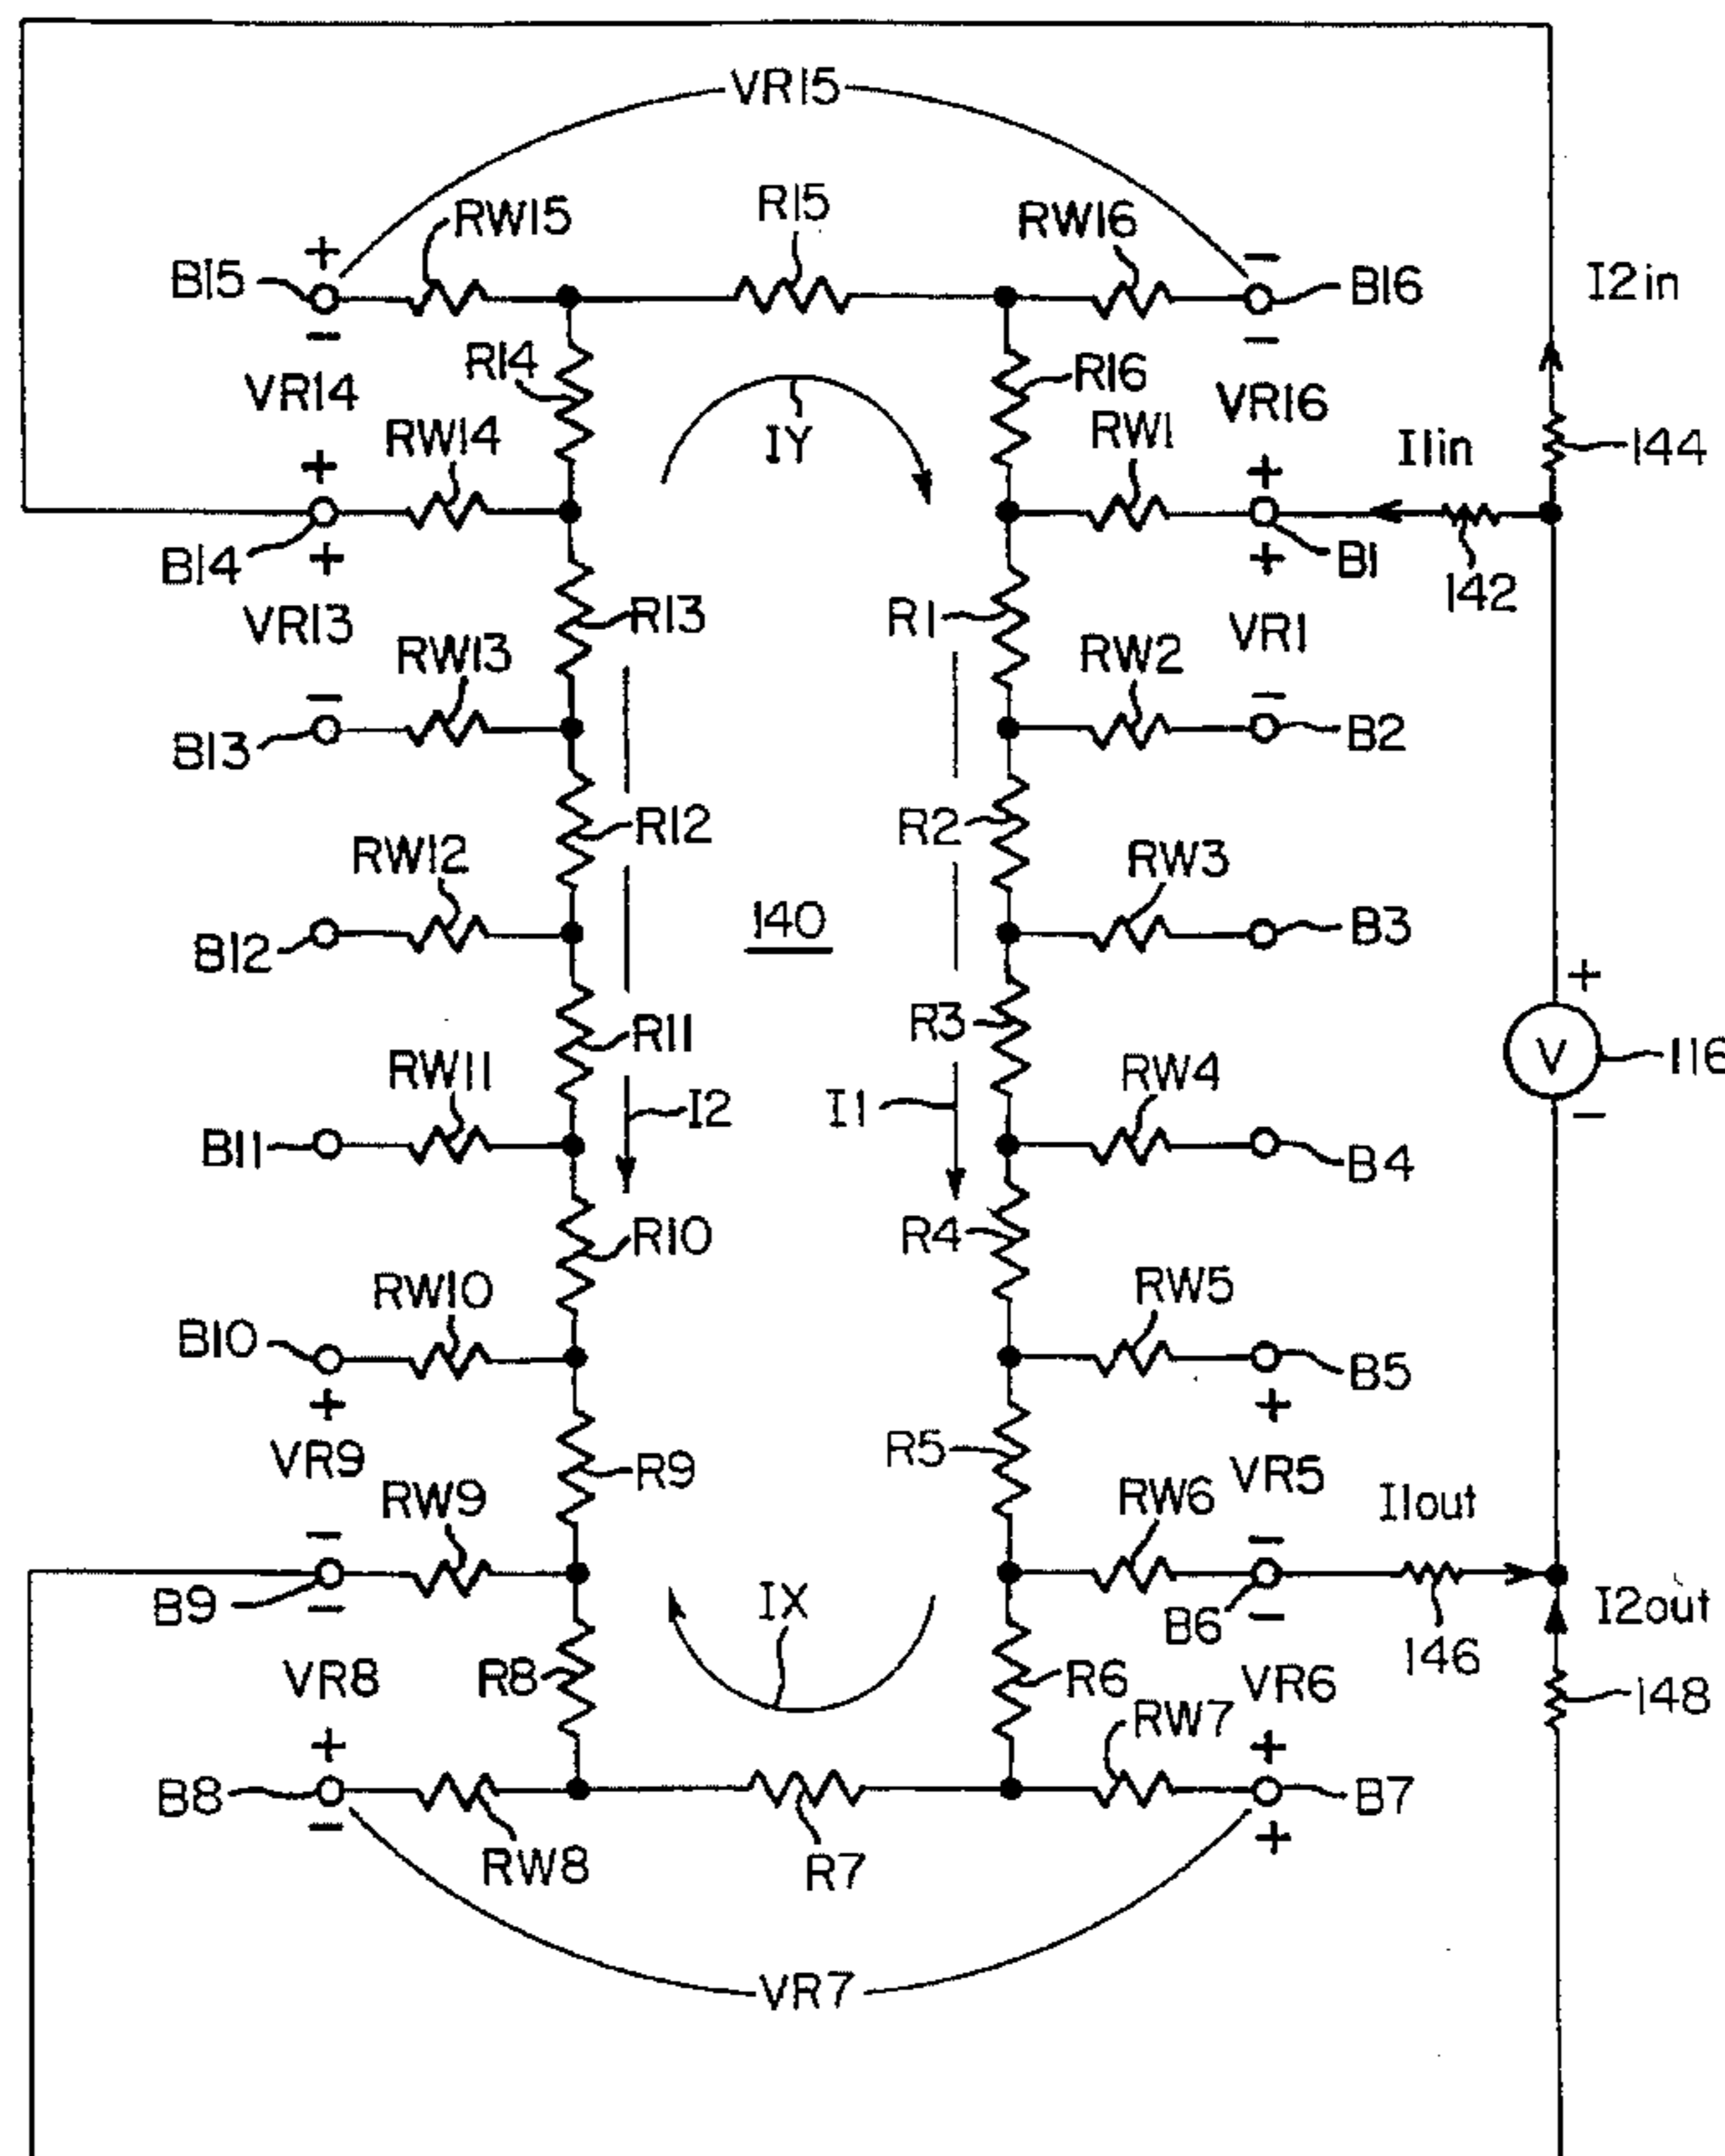 VR15
RW15
R15
RW16
B15
+
−
B16
I2in
−
−
R14
R16
VR14
VR16
IY
RW14
RW1
I1in
144
+
+
B14
+
+
B1
142
VR13
R13
R1
VR1
RW13
RW2
−
−
B13
B2
R12
R2
RW12
RW3
140
B12
B3
+
R11
R3
V
116
RW11
RW4
I2
I1
−
B11
B4
R10
R4
RW10
RW5
B10
B5
+
+
VR9
R9
R5
VR5
RW9
RW6
I1out
−
−
B9
−
IX
B6
−
I2out
146
VR8
R8
R6
VR6
148
RW7
+
+
B8
B7
−
+
RW8
R7
VR7